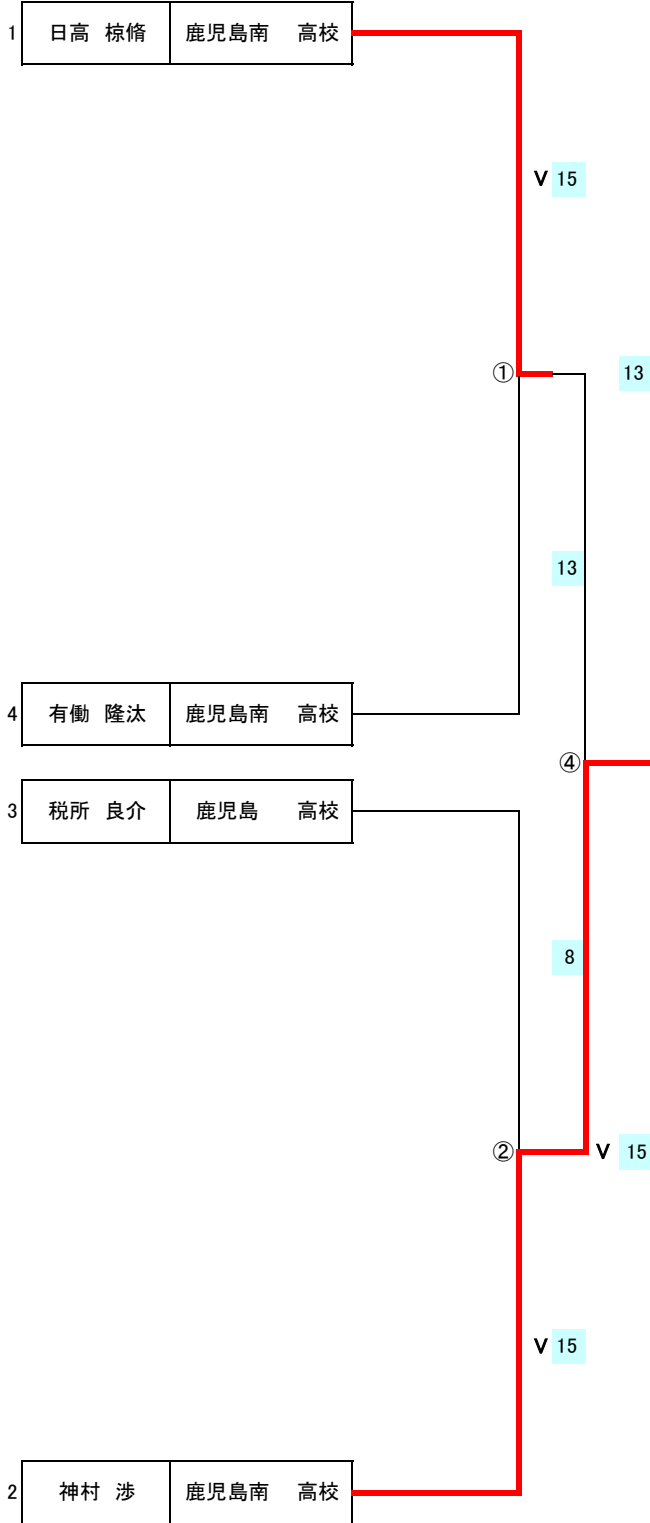 1 日高 椋脩 鹿児島南 高校
V 15
① 13
13
4 有働 隆汰 鹿児島南 高校
④
3 税所 良介 鹿児島 高校
8
② V 15
V 15
2 神村 渉 鹿児島南 高校